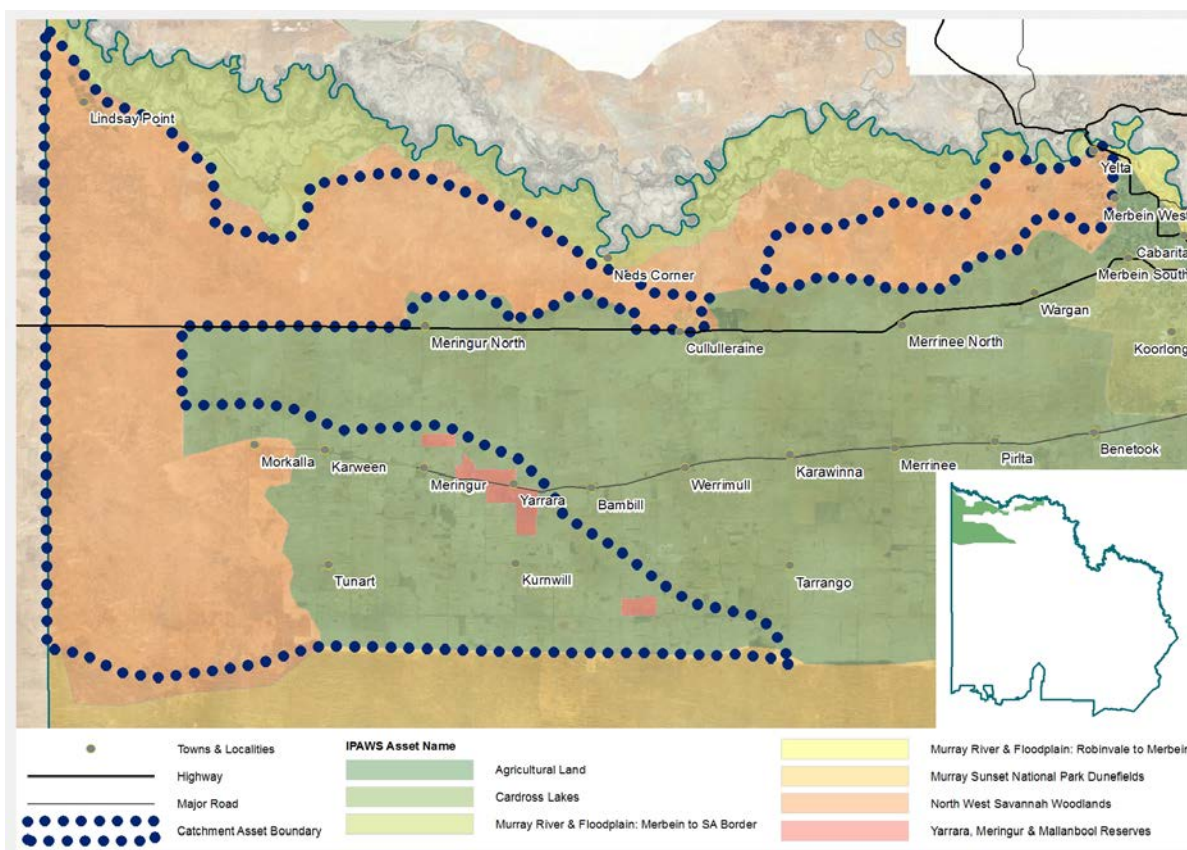 Lindsay Point
Yelta
Merbein West
Cabarita
Merbein South
Neds Corner
Wargan
Meringur North
Cullulleraine
Merrinee North
Koorlong
Morkalla
Karween
Meringur
Yarrara
Bambill
Werrimull
Karawinna
Merrinee
Pirlta
Benetook
Tunart
Kurnwill
Tarrango
Towns & Localities
Highway
Major Road
Catchment Asset Boundary
IPAWS Asset Name
Agricultural Land
Cardross Lakes
Murray River & Floodplain: Merbein to SA Border
Murray River & Floodplain: Robinvale to Merbein
Murray Sunset National Park Dunefields
North West Savannah Woodlands
Yarrara, Meringur & Mallanbool Reserves